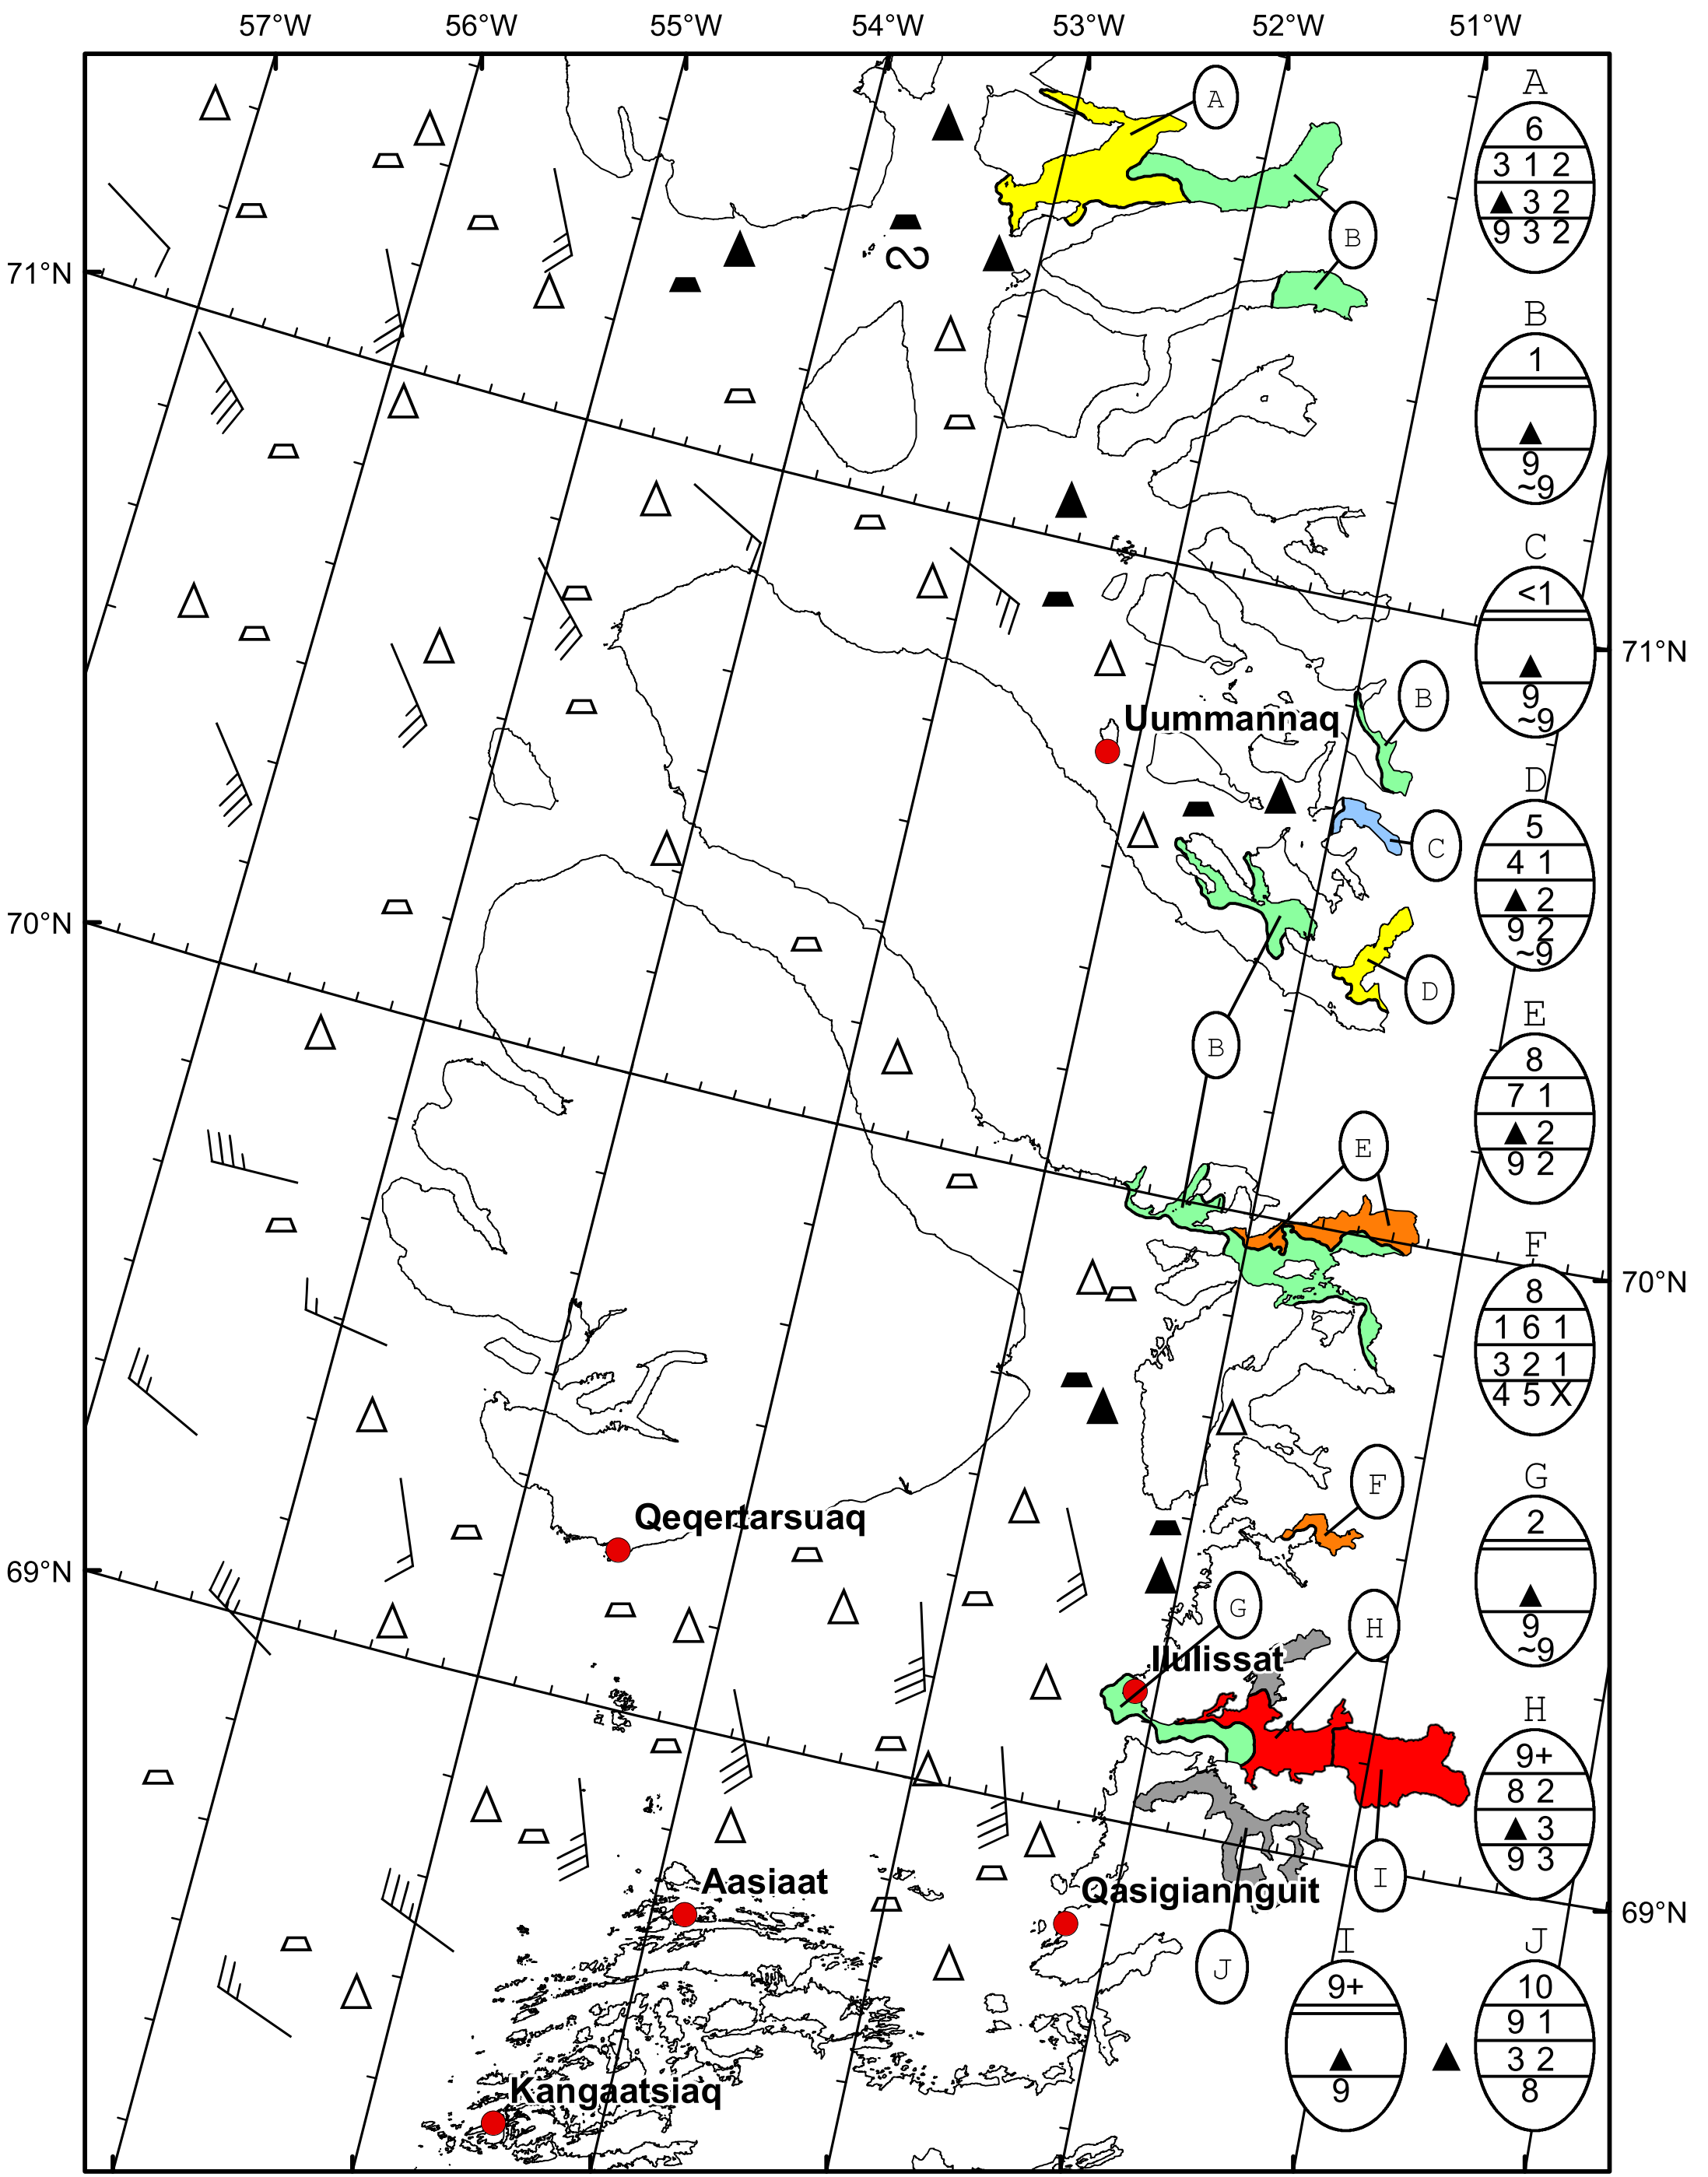 57°W 56°W 55°W 54°W 53°W 52°W 51°W
A
A
6
3 1 2
▲ 3 2
9 3 2
B
71°N
B
1
▲
9
~9
C
<1
▲
9
~9
71°N
B
Uummannaq
D
5
4 1
▲ 2
9 2
~9
C
70°N
D
B
E
8
7 1
▲ 2
9 2
E
F
8
1 6 1
3 2 1
4 5 X
70°N
F
G
2
▲
9
~9
Qeqertarsuaq
69°N
G
H
Ilulissat
H
9+
8 2
▲ 3
9 3
I
Aasiaat
Qasigiannguit
69°N
J
I
9+
▲
9
J
10
9 1
▲ 3 2
8
Kangaatsiaq